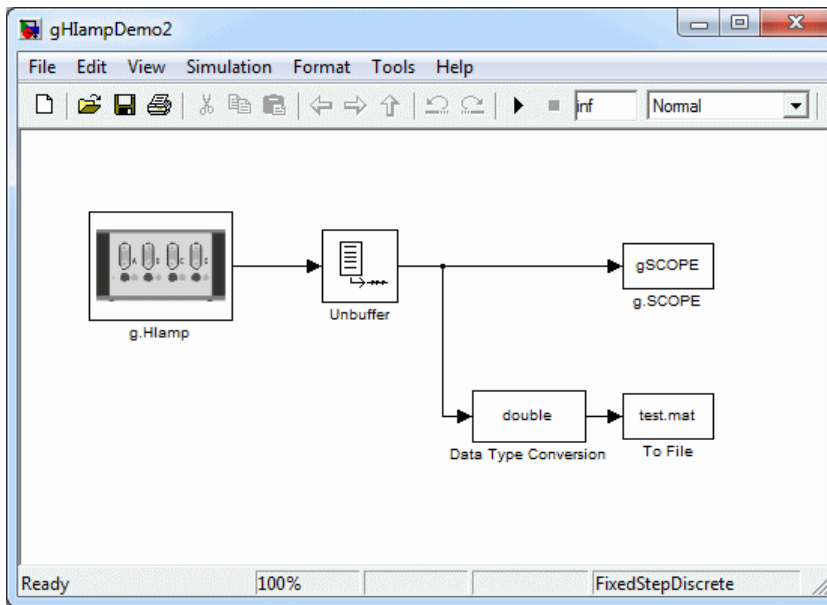 gHIampDemo2
File Edit View Simulation Format Tools Help
inf Normal
g.HIamp
Unbuffer
gSCOPE
g.SCOPE
double
Data Type Conversion
test.mat
To File
Ready 100% FixedStepDiscrete